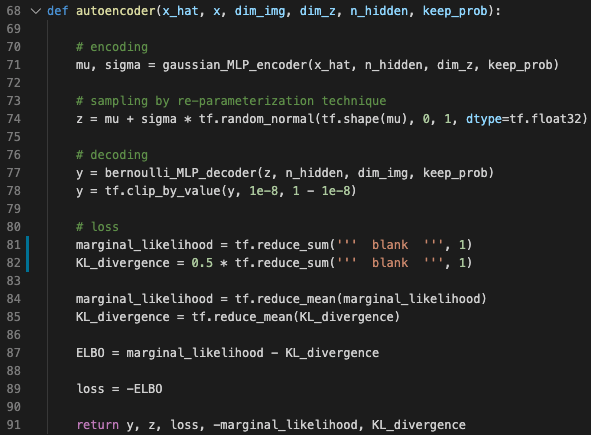 68 def autoencoder(x_hat, x, dim_img, dim_z, n_hidden, keep_prob):
69
70 # encoding
71 mu, sigma = gaussian_MLP_encoder(x_hat, n_hidden, dim_z, keep_prob)
72
73 # sampling by re-parameterization technique
74 z = mu + sigma * tf.random_normal(tf.shape(mu), 0, 1, dtype=tf.float32)
75
76 # decoding
77 y = bernoulli_MLP_decoder(z, n_hidden, dim_img, keep_prob)
78 y = tf.clip_by_value(y, 1e-8, 1 - 1e-8)
79
80 # loss
81 marginal_likelihood = tf.reduce_sum('''  blank  ''', 1)
82 KL_divergence = 0.5 * tf.reduce_sum('''  blank  ''', 1)
83
84 marginal_likelihood = tf.reduce_mean(marginal_likelihood)
85 KL_divergence = tf.reduce_mean(KL_divergence)
86
87 ELBO = marginal_likelihood - KL_divergence
88
89 loss = -ELBO
90
91 return y, z, loss, -marginal_likelihood, KL_divergence